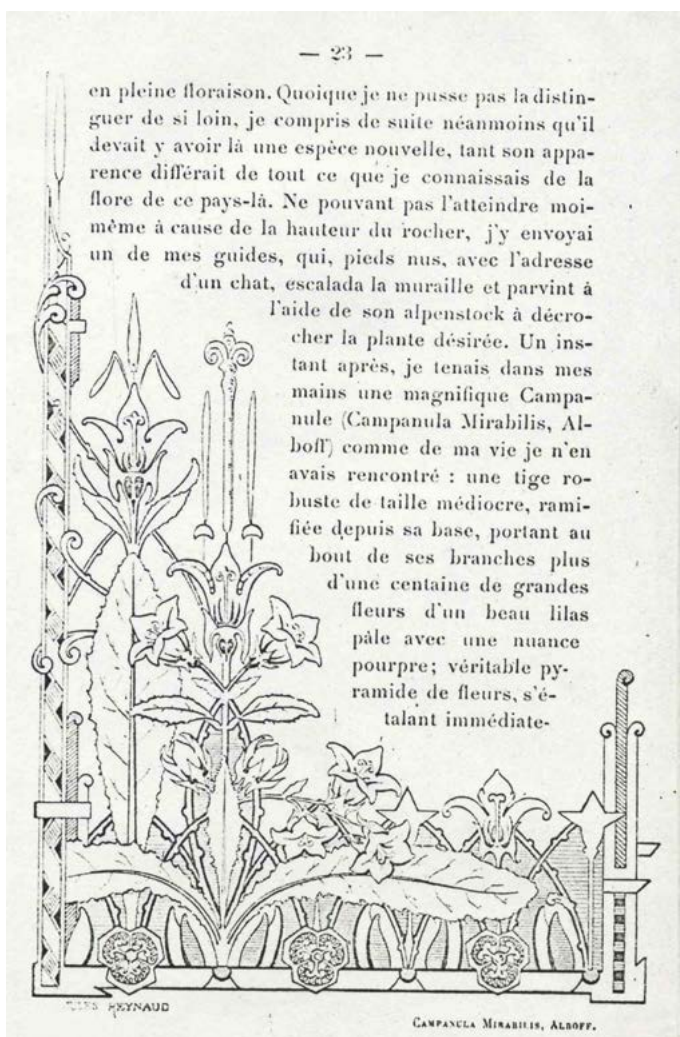 — 23 —
en pleine floraison. Quoique je ne pusse pas la distin-
guer de si loin, je compris de suite néanmoins qu'il
devait y avoir là une espèce nouvelle, tant son appa-
rence différait de tout ce que je connaissais de la
flore de ce pays-là. Ne pouvant pas l'atteindre moi-
même à cause de la hauteur du rocher, j'y envoyai
un de mes guides, qui, pieds nus, avec l'adresse
d'un chat, escalada la muraille et parvint à
l'aide de son alpenstock à décro-
cher la plante désirée. Un ins-
tant après, je tenais dans mes
mains une magnifique Campa-
nule (Campanula Mirabilis, Al-
boff) comme de ma vie je n'en
avais rencontré : une tige ro-
buste de taille médiocre, rami-
fiée depuis sa base, portant au
bout de ses branches plus
d'une centaine de grandes
fleurs d'un beau lilas
pâle avec une nuance
pourpre; véritable py-
ramide de fleurs, s'é-
talant immédiate-
REYNAUD
CAMPANULA MIRABILIS, ALBOFF.